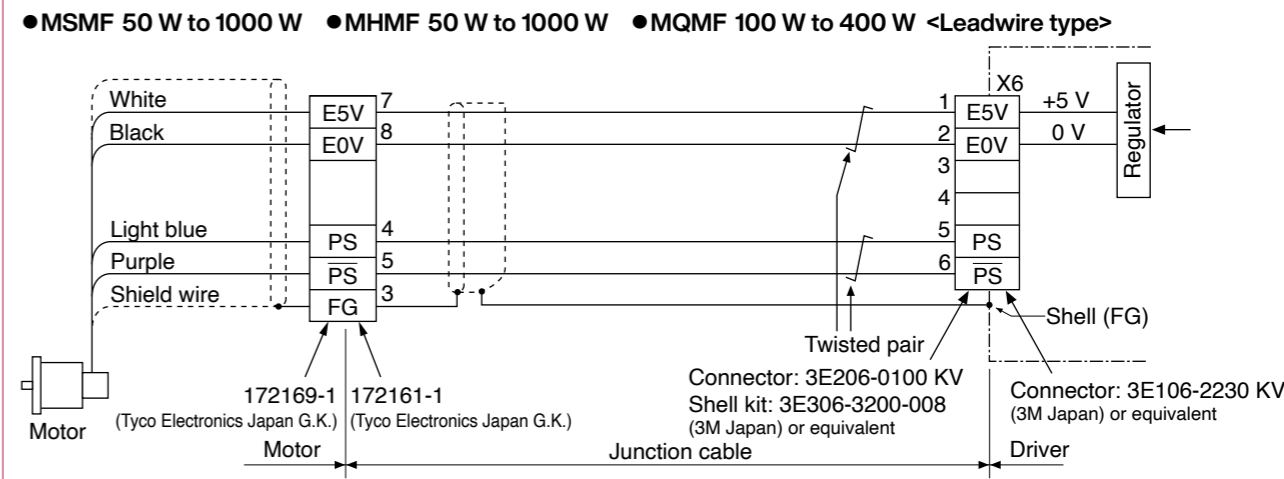 ●MSMF 50 W to 1000 W ●MHMF 50 W to 1000 W ●MQMF 100 W to 400 W <Leadwire type>
X6
White E5V 7 1 E5V +5 V
Black E0V 8 2 E0V 0 V
Regulator
3
4
Light blue PS 4 5 PS
Purple P̅S̅ 5 6 P̅S̅
Shield wire FG 3
Shell (FG)
Twisted pair
172169-1 172161-1
(Tyco Electronics Japan G.K.) (Tyco Electronics Japan G.K.)
Connector: 3E206-0100 KV
Shell kit: 3E306-3200-008
(3M Japan) or equivalent
Connector: 3E106-2230 KV
(3M Japan) or equivalent
Motor
Motor Junction cable Driver